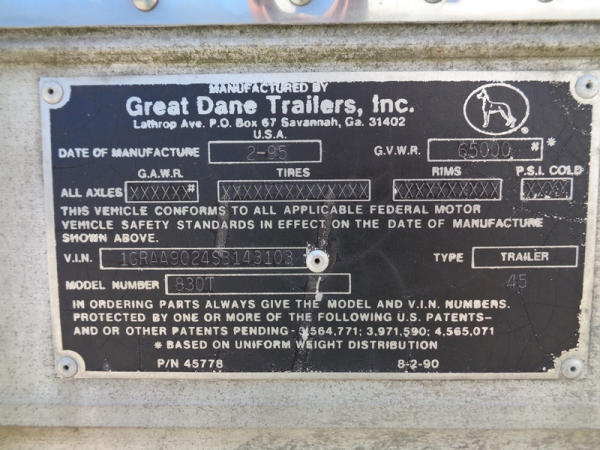 MANUFACTURED BY
Great Dane Trailers, Inc.
Lathrop Ave. P.O. Box 67 Savannah, Ga. 31402
U.S.A.
DATE OF MANUFACTURE 2-95 G.V.W.R. 65000 # *
G.A.W.R. TIRES RIMS P.S.I. COLD
ALL AXLES XXXXX# XXXXXXXXXXXXX XXXXXXX XXXX
THIS VEHICLE CONFORMS TO ALL APPLICABLE FEDERAL MOTOR
VEHICLE SAFETY STANDARDS IN EFFECT ON THE DATE OF MANUFACTURE
SHOWN ABOVE.
V.I.N. 1GRAA9024SB143103 TYPE TRAILER
MODEL NUMBER 830T 45
IN ORDERING PARTS ALWAYS GIVE THE MODEL AND V.I.N. NUMBERS.
PROTECTED BY ONE OR MORE OF THE FOLLOWING U.S. PATENTS—
AND OR OTHER PATENTS PENDING- 3,564,771; 3,971,590; 4,565,071
* BASED ON UNIFORM WEIGHT DISTRIBUTION
P/N 45778 8-2-90